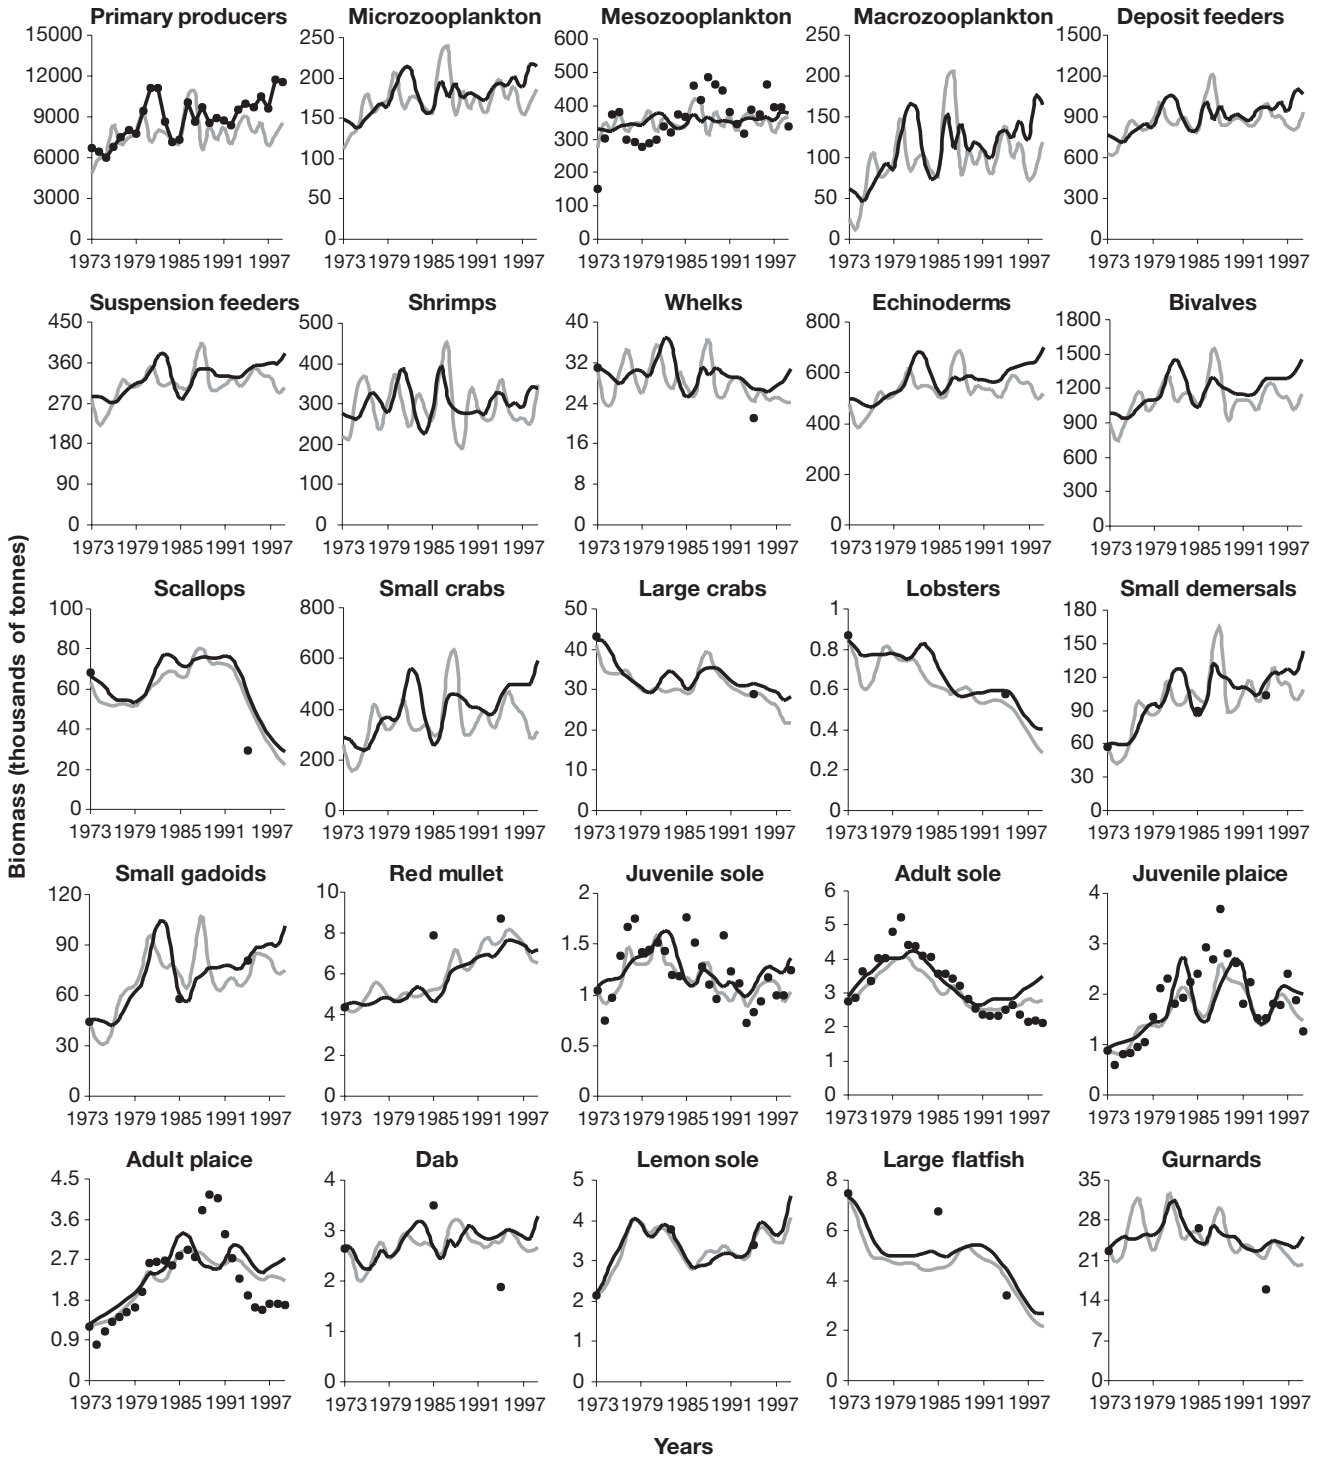 Primary producers
15000
12000
9000
6000
3000
0
1973 1979 1985 1991 1997
Microzooplankton
250
200
150
100
50
0
1973 1979 1985 1991 1997
Mesozooplankton
600
500
400
300
200
100
0
1973 1979 1985 1991 1997
Macrozooplankton
250
200
150
100
50
0
1973 1979 1985 1991 1997
Deposit feeders
1500
1200
900
600
300
0
1973 1979 1985 1991 1997
Suspension feeders
450
360
270
180
90
0
1973 1979 1985 1991 1997
Shrimps
500
400
300
200
100
0
1973 1979 1985 1991 1997
Whelks
40
32
24
16
8
0
1973 1979 1985 1991 1997
Echinoderms
800
600
400
200
0
1973 1979 1985 1991 1997
Bivalves
1800
1500
1200
900
600
300
0
1973 1979 1985 1991 1997
Biomass (thousands of tonnes)
Scallops
100
80
60
40
20
0
1973 1979 1985 1991 1997
Small crabs
800
600
400
200
0
1973 1979 1985 1991 1997
Large crabs
50
40
30
20
10
0
1973 1979 1985 1991 1997
Lobsters
1
0.8
0.6
0.4
0.2
0
1973 1979 1985 1991 1997
Small demersals
180
150
120
90
60
30
0
1973 1979 1985 1991 1997
Small gadoids
120
90
60
30
0
1973 1979 1985 1991 1997
Red mullet
10
8
6
4
2
0
1973 1979 1985 1991 1997
Juvenile sole
2
1.5
1
0.5
0
1973 1979 1985 1991 1997
Adult sole
6
5
4
3
2
1
0
1973 1979 1985 1991 1997
Juvenile plaice
4
3
2
1
0
1973 1979 1985 1991 1997
Adult plaice
4.5
3.6
2.7
1.8
0.9
0
1973 1979 1985 1991 1997
Dab
4
3
2
1
0
1973 1979 1985 1991 1997
Lemon sole
5
4
3
2
1
0
1973 1979 1985 1991 1997
Large flatfish
8
6
4
2
0
1973 1979 1985 1991 1997
Gurnards
35
28
21
14
7
0
1973 1979 1985 1991 1997
Years